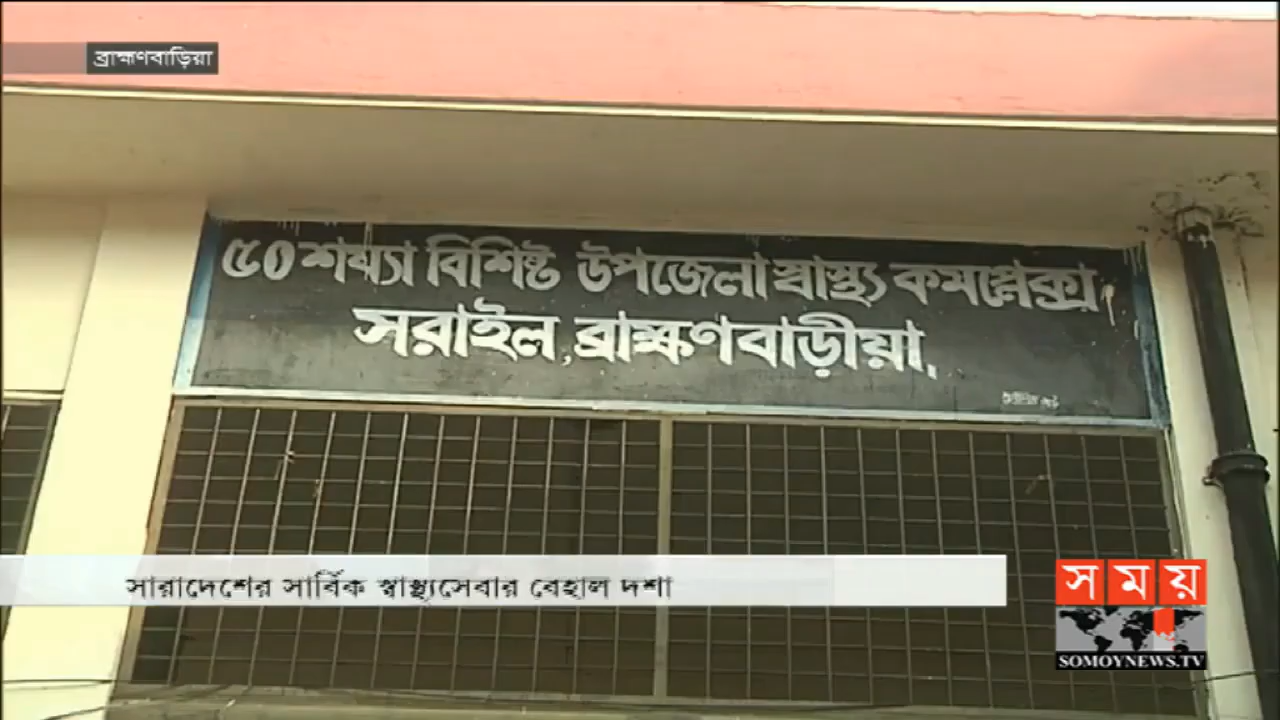 ব্রাহ্মণবাড়িয়া
৫০ শয্যা বিশিষ্ট উপজেলা স্বাস্থ্য কমপ্লেক্স
সরাইল, ব্রাহ্মণবাড়ীয়া.
সারাদেশের সার্বিক স্বাস্থ্যসেবার বেহাল দশা
সময়
SOMOYNEWS.TV